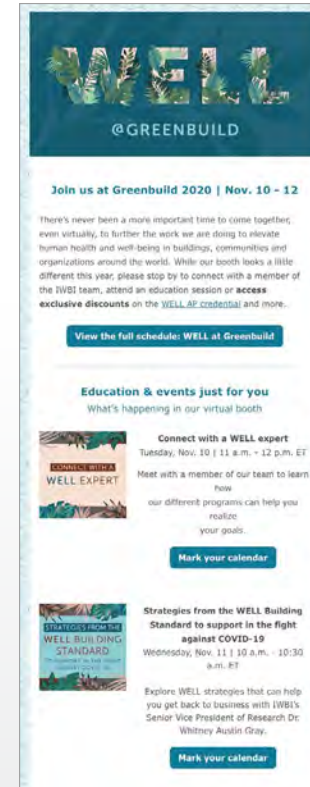 WELL
@GREENBUILD
Join us at Greenbuild 2020 | Nov. 10 - 12
There's never been a more important time to come together,
even virtually, to further the work we are doing to elevate
human health and well-being in buildings, communities and
organizations around the world. While our booth looks a little
different this year, please stop by to connect with a member of
the IWBI team, attend an education session or access
exclusive discounts on the WELL AP credential and more.
View the full schedule: WELL at Greenbuild
Education & events just for you
What's happening in our virtual booth
CONNECT WITH A
WELL EXPERT
Connect with a WELL expert
Tuesday, Nov. 10 | 11 a.m. - 12 p.m. ET
Meet with a member of our team to learn
how
our different programs can help you
realize
your goals.
Mark your calendar
STRATEGIES FROM THE
WELL BUILDING
STANDARD
TO SUPPORT IN THE FIGHT
AGAINST COVID-19
Strategies from the WELL Building
Standard to support in the fight
against COVID-19
Wednesday, Nov. 11 | 10 a.m. - 10:30
a.m. ET
Explore WELL strategies that can help
you get back to business with IWBI's
Senior Vice President of Research Dr.
Whitney Austin Gray.
Mark your calendar